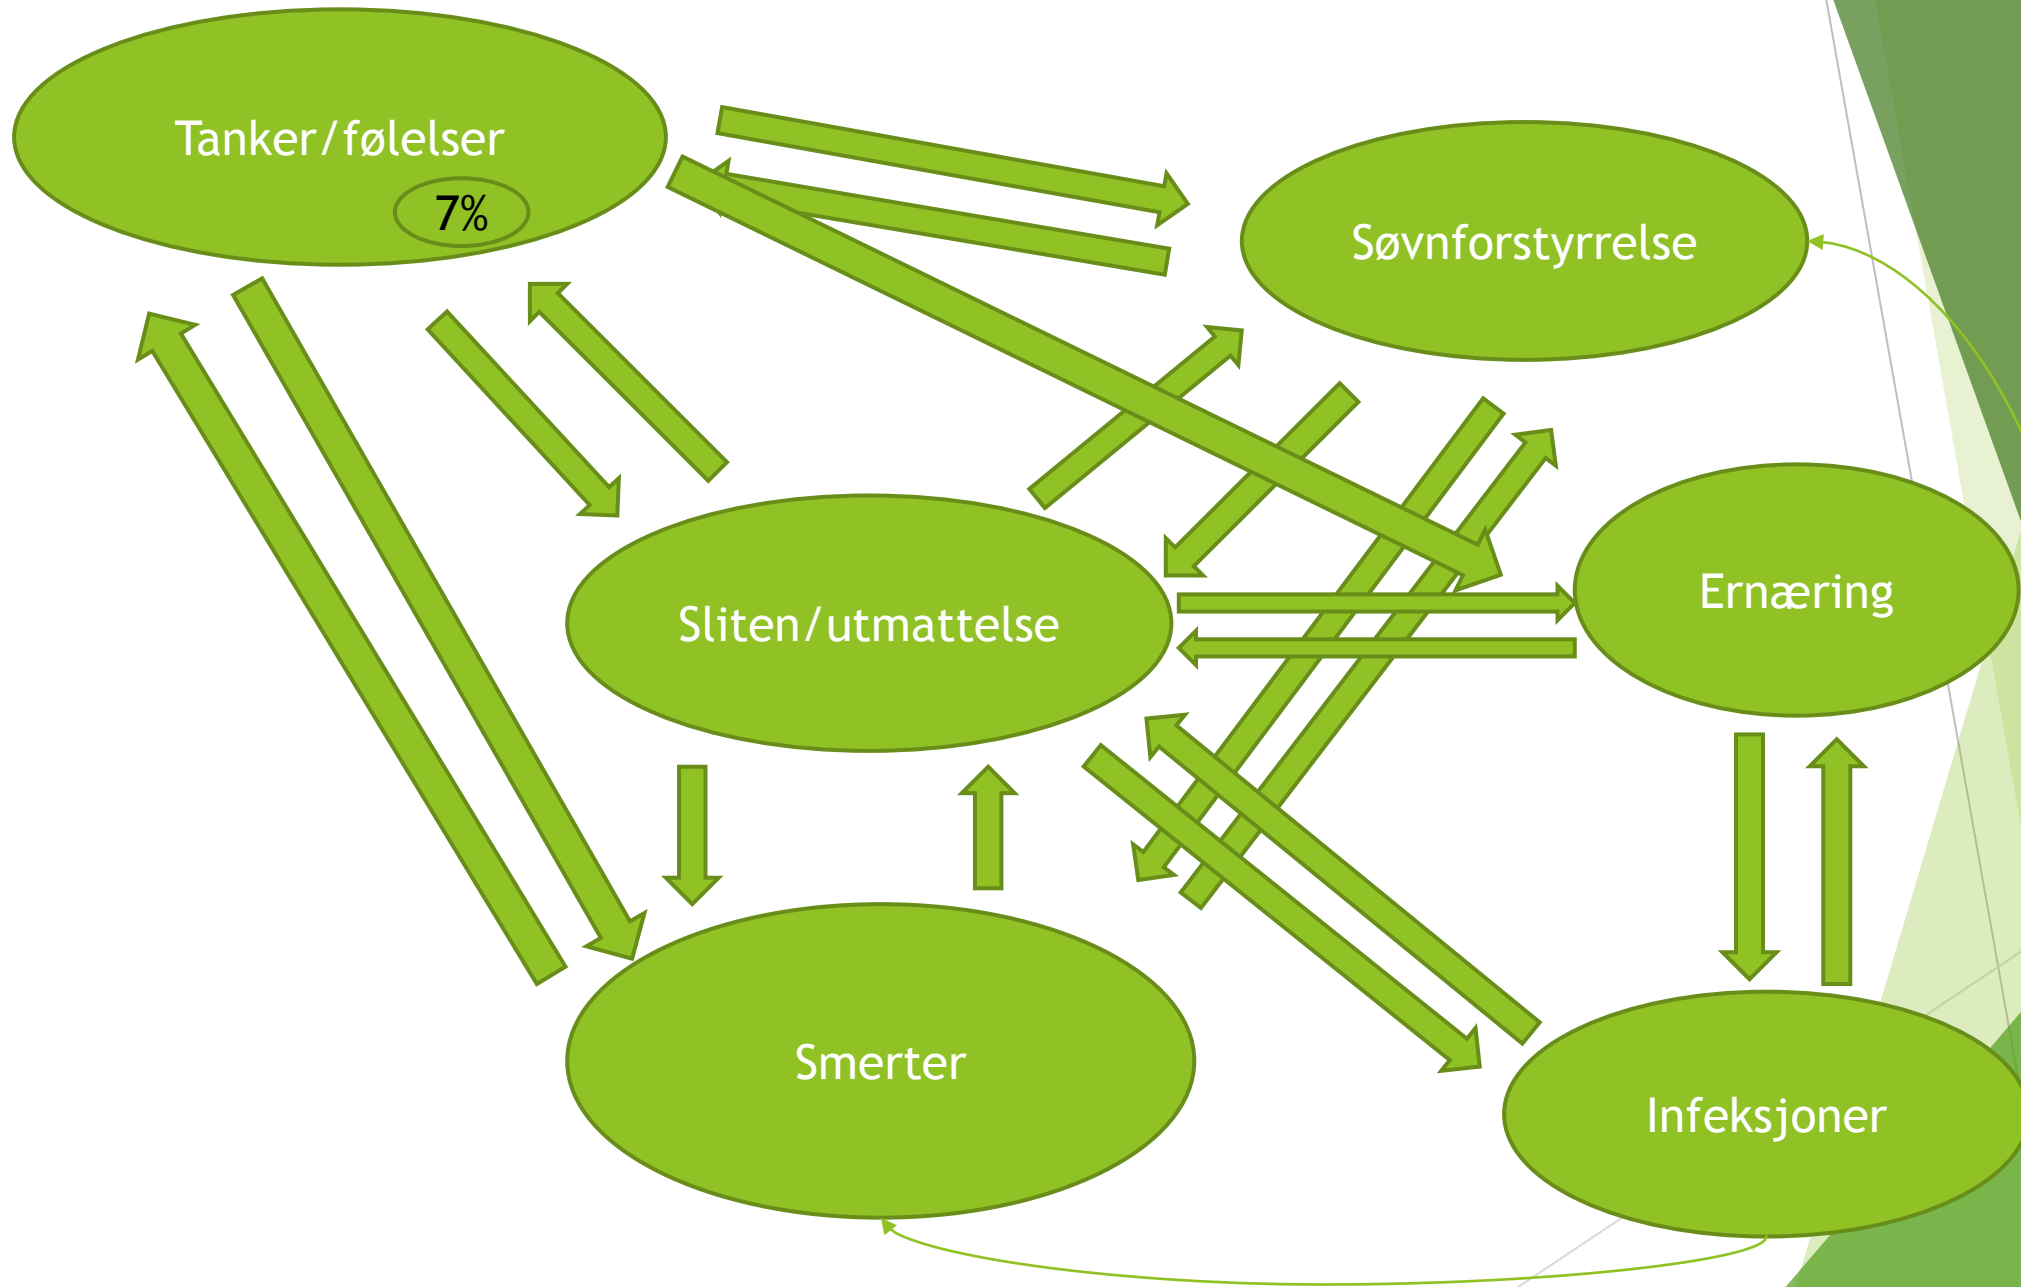 Tanker/følelser
7%
Søvnforstyrrelse
Ernæring
Sliten/utmattelse
Smerter
Infeksjoner